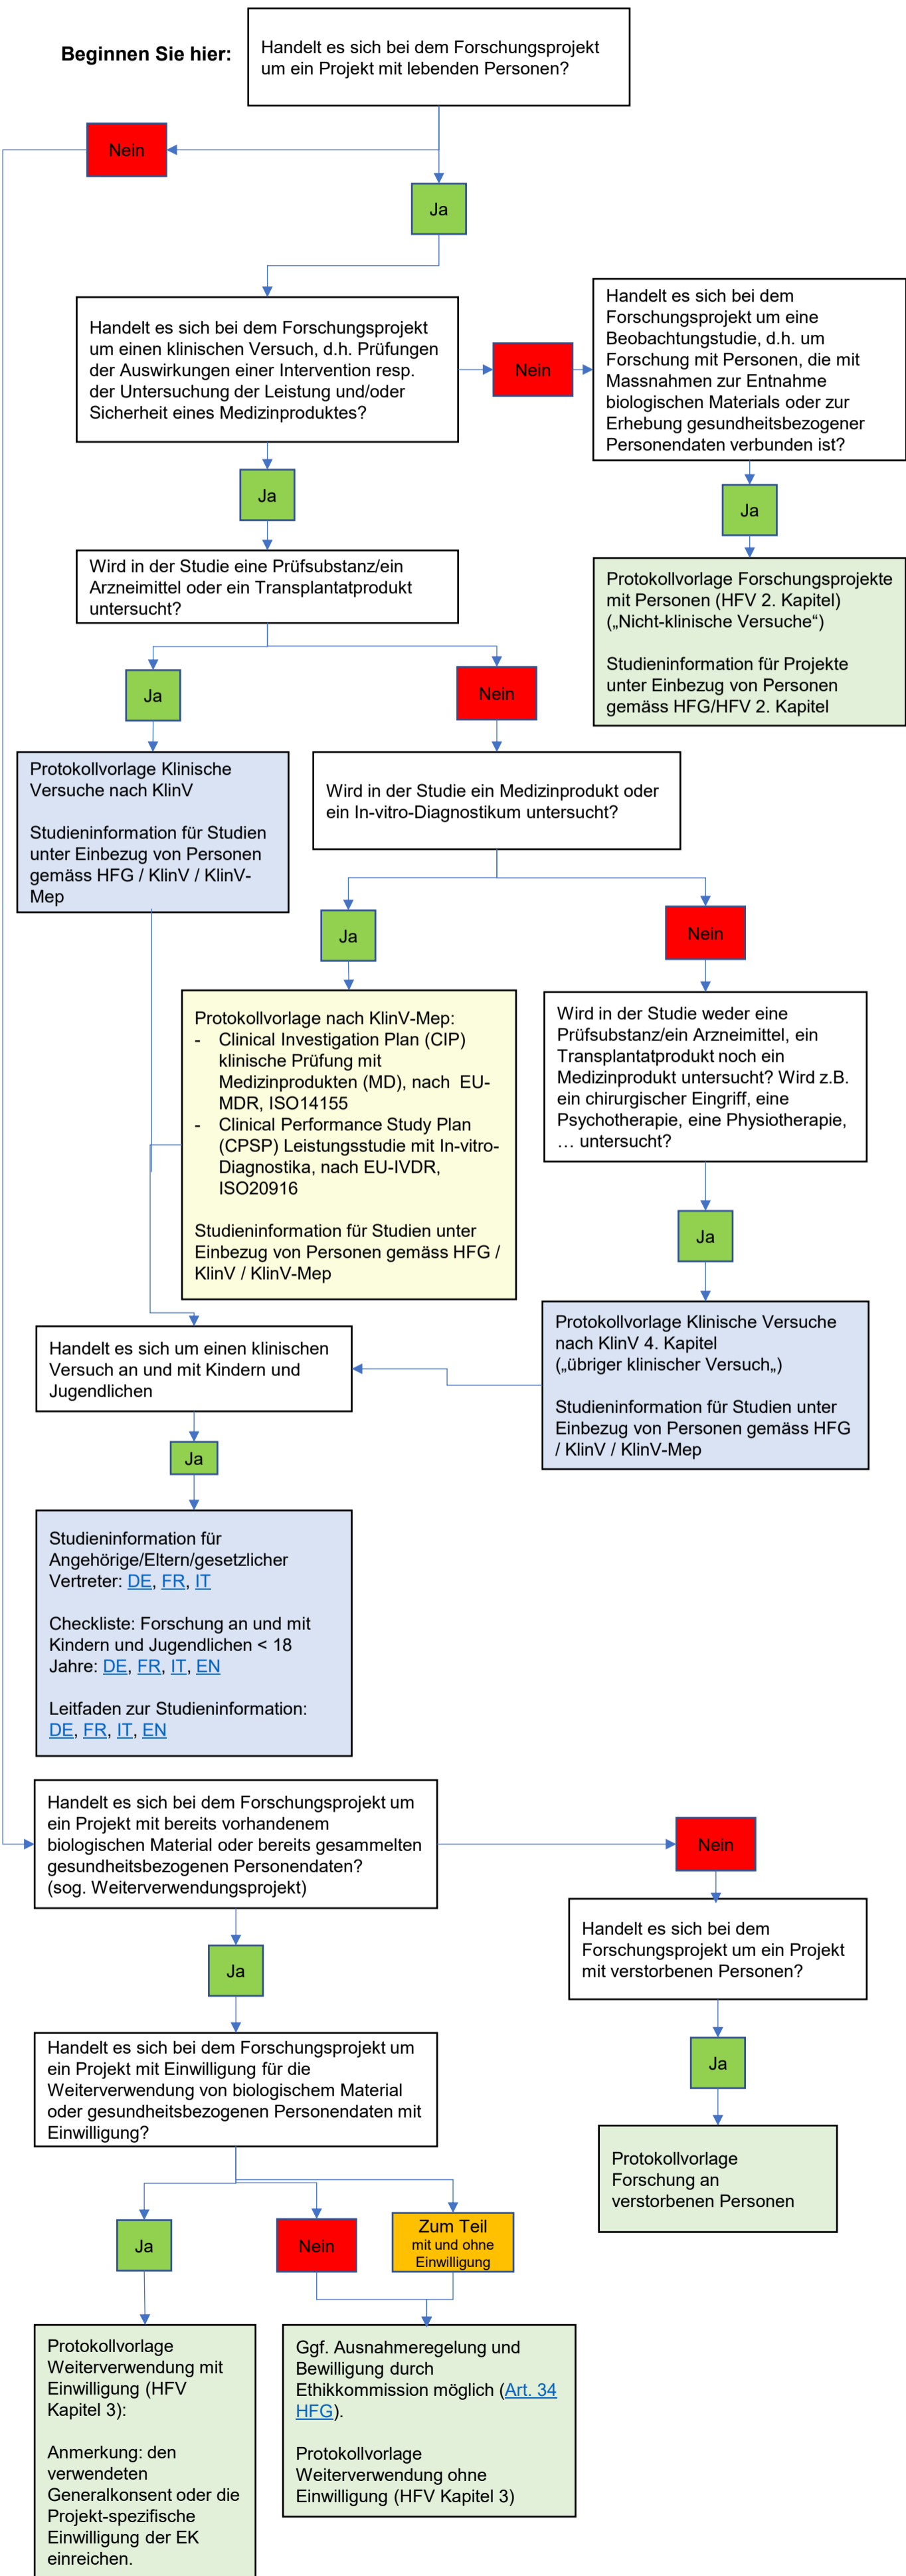 Beginnen Sie hier:
Handelt es sich bei dem Forschungsprojekt
um ein Projekt mit lebenden Personen?
Nein
Ja
Handelt es sich bei dem Forschungsprojekt
um einen klinischen Versuch, d.h. Prüfungen
der Auswirkungen einer Intervention resp.
der Untersuchung der Leistung und/oder
Sicherheit eines Medizinproduktes?
Nein
Handelt es sich bei dem
Forschungsprojekt um eine
Beobachtungstudie, d.h. um
Forschung mit Personen, die mit
Massnahmen zur Entnahme
biologischen Materials oder zur
Erhebung gesundheitsbezogener
Personendaten verbunden ist?
Ja
Ja
Wird in der Studie eine Prüfsubstanz/ein
Arzneimittel oder ein Transplantatprodukt
untersucht?
Protokollvorlage Forschungsprojekte
mit Personen (HFV 2. Kapitel)
(„Nicht-klinische Versuche“)
Studieninformation für Projekte
unter Einbezug von Personen
gemäss HFG/HFV 2. Kapitel
Ja
Nein
Protokollvorlage Klinische
Versuche nach KlinV
Studieninformation für Studien
unter Einbezug von Personen
gemäss HFG / KlinV / KlinV-
Mep
Wird in der Studie ein Medizinprodukt oder
ein In-vitro-Diagnostikum untersucht?
Ja
Nein
Protokollvorlage nach KlinV-Mep:
- Clinical Investigation Plan (CIP)
klinische Prüfung mit
Medizinprodukten (MD), nach EU-
MDR, ISO14155
- Clinical Performance Study Plan
(CPSP) Leistungsstudie mit In-vitro-
Diagnostika, nach EU-IVDR,
ISO20916
Studieninformation für Studien unter
Einbezug von Personen gemäss HFG /
KlinV / KlinV-Mep
Wird in der Studie weder eine
Prüfsubstanz/ein Arzneimittel, ein
Transplantatprodukt noch ein
Medizinprodukt untersucht? Wird z.B.
ein chirurgischer Eingriff, eine
Psychotherapie, eine Physiotherapie,
… untersucht?
Ja
Protokollvorlage Klinische Versuche
nach KlinV 4. Kapitel
(„übriger klinischer Versuch„)
Studieninformation für Studien unter
Einbezug von Personen gemäss HFG
/ KlinV / KlinV-Mep
Handelt es sich um einen klinischen
Versuch an und mit Kindern und
Jugendlichen
Ja
Studieninformation für
Angehörige/Eltern/gesetzlicher
Vertreter: DE, FR, IT
Checkliste: Forschung an und mit
Kindern und Jugendlichen < 18
Jahre: DE, FR, IT, EN
Leitfaden zur Studieninformation:
DE, FR, IT, EN
Handelt es sich bei dem Forschungsprojekt um
ein Projekt mit bereits vorhandenem
biologischen Material oder bereits gesammelten
gesundheitsbezogenen Personendaten?
(sog. Weiterverwendungsprojekt)
Nein
Handelt es sich bei dem
Forschungsprojekt um ein Projekt
mit verstorbenen Personen?
Ja
Ja
Handelt es sich bei dem Forschungsprojekt um
ein Projekt mit Einwilligung für die
Weiterverwendung von biologischem Material
oder gesundheitsbezogenen Personendaten mit
Einwilligung?
Protokollvorlage
Forschung an
verstorbenen Personen
Ja
Nein
Zum Teil
mit und ohne
Einwilligung
Protokollvorlage
Weiterverwendung mit
Einwilligung (HFV
Kapitel 3):
Anmerkung: den
verwendeten
Generalkonsent oder die
Projekt-spezifische
Einwilligung der EK
einreichen.
Ggf. Ausnahmeregelung und
Bewilligung durch
Ethikkommission möglich (Art. 34
HFG).
Protokollvorlage
Weiterverwendung ohne
Einwilligung (HFV Kapitel 3)